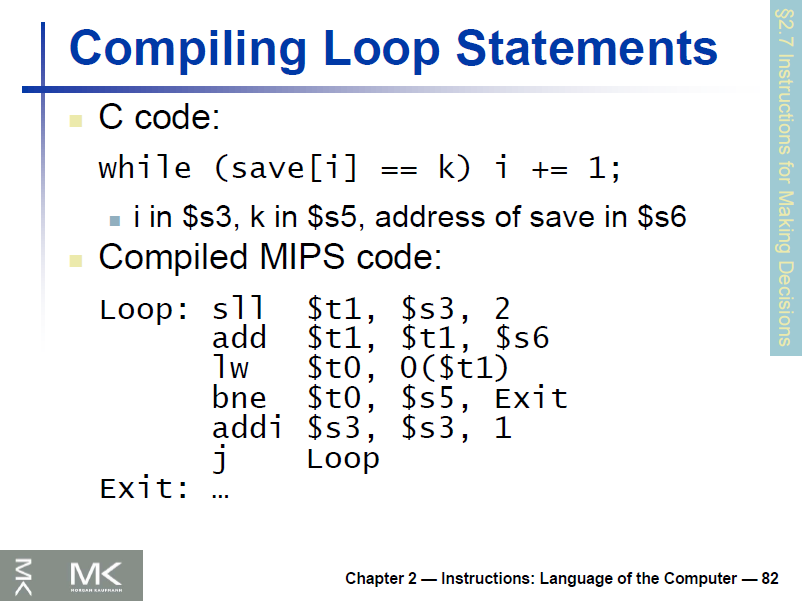 Compiling Loop Statements
§2.7 Instructions for Making Decisions
C code:
while (save[i] == k) i += 1;
i in $s3, k in $s5, address of save in $s6
Compiled MIPS code:
Loop: sll $t1, $s3, 2
add $t1, $t1, $s6
lw $t0, 0($t1)
bne $t0, $s5, Exit
addi $s3, $s3, 1
j Loop
Exit: …
MK
MK
MORGAN KAUFMANN
Chapter 2 — Instructions: Language of the Computer — 82